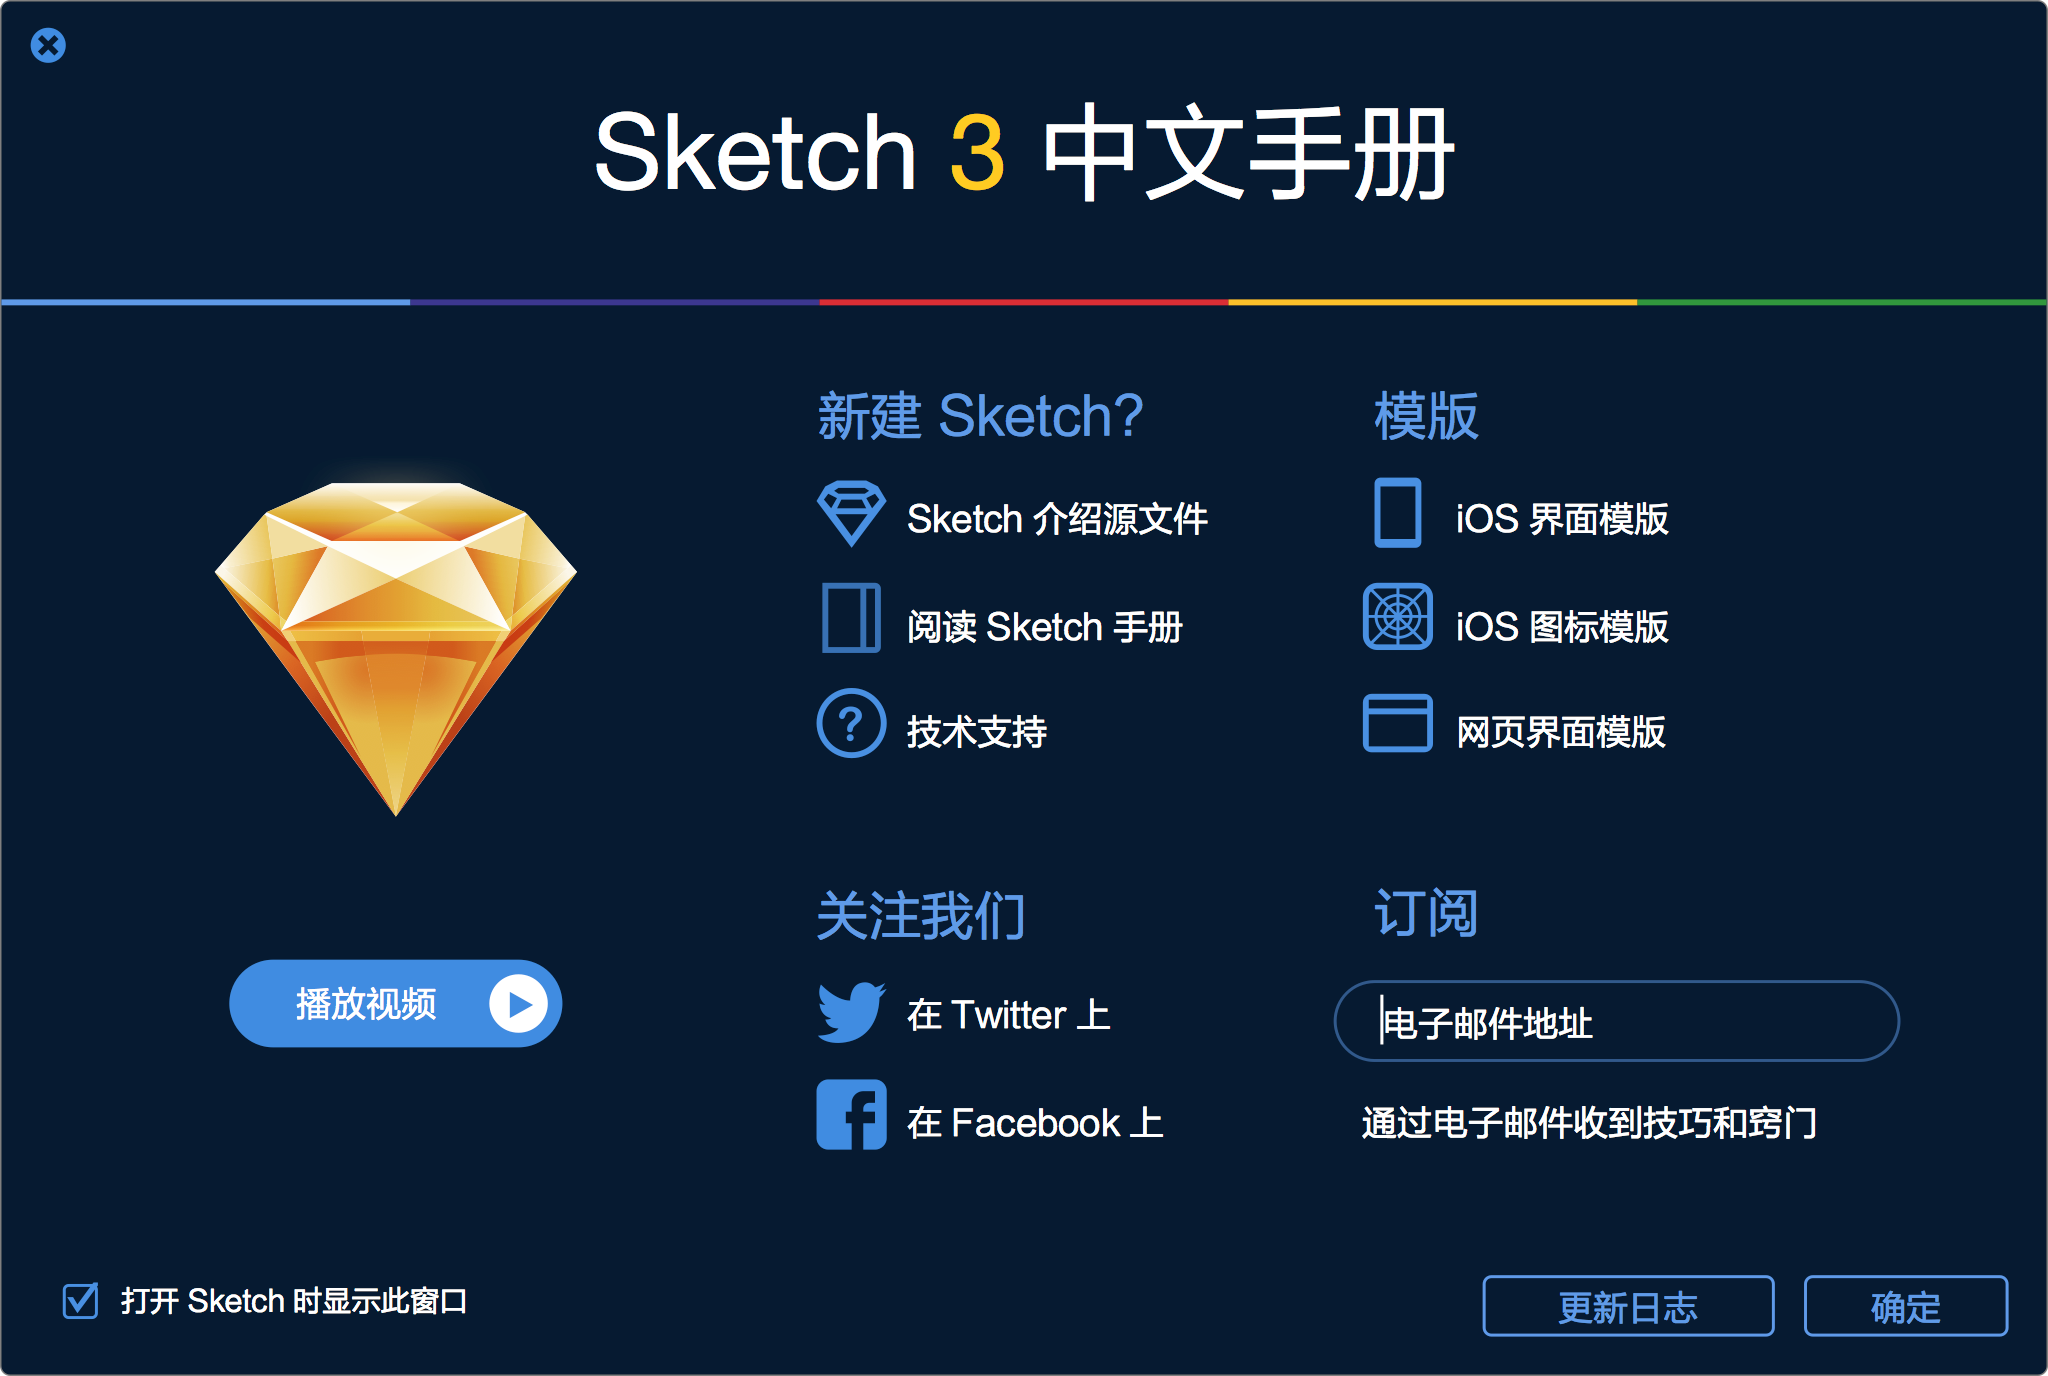 Sketch 3 中文手册
新建 Sketch?
Sketch 介绍源文件
阅读 Sketch 手册
技术支持
模版
iOS 界面模版
iOS 图标模版
网页界面模版
播放视频
关注我们
在 Twitter 上
在 Facebook 上
订阅
电子邮件地址
通过电子邮件收到技巧和窍门
打开 Sketch 时显示此窗口
更新日志
确定